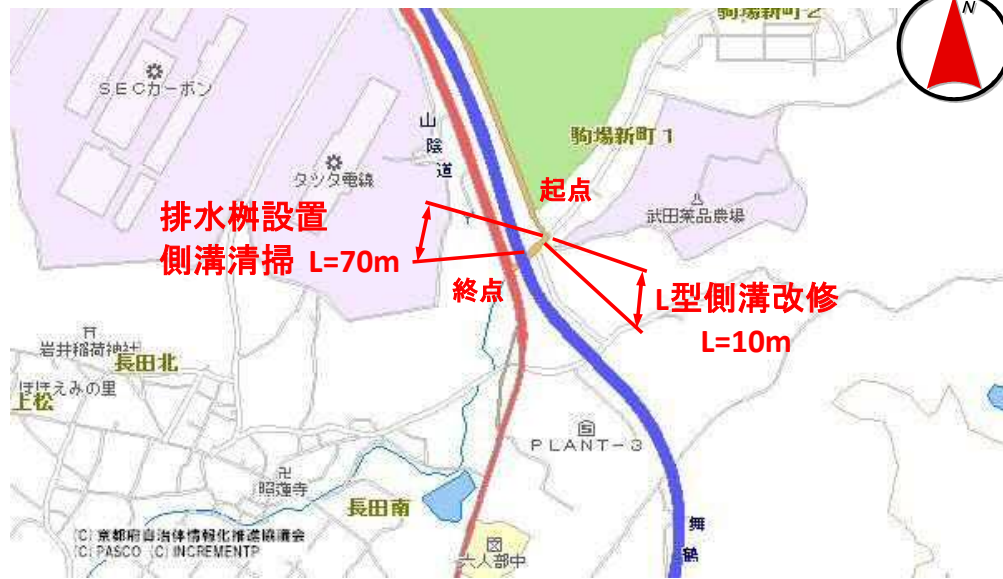 駒場新町2
N
SECカーボン
山陰道
駒場新町1
タツタ電線
起点
武田薬品農場
排水桝設置
側溝清掃 L=70m
終点
L型側溝改修
L=10m
岩井稲荷神社
長田北
ほほえみの里
上松
PLANT-3
昭蓮寺
長田南
舞鶴
六人部中
(C) 京都府自治体情報化推進協議会
(C) PASCO (C) INCREMENTP